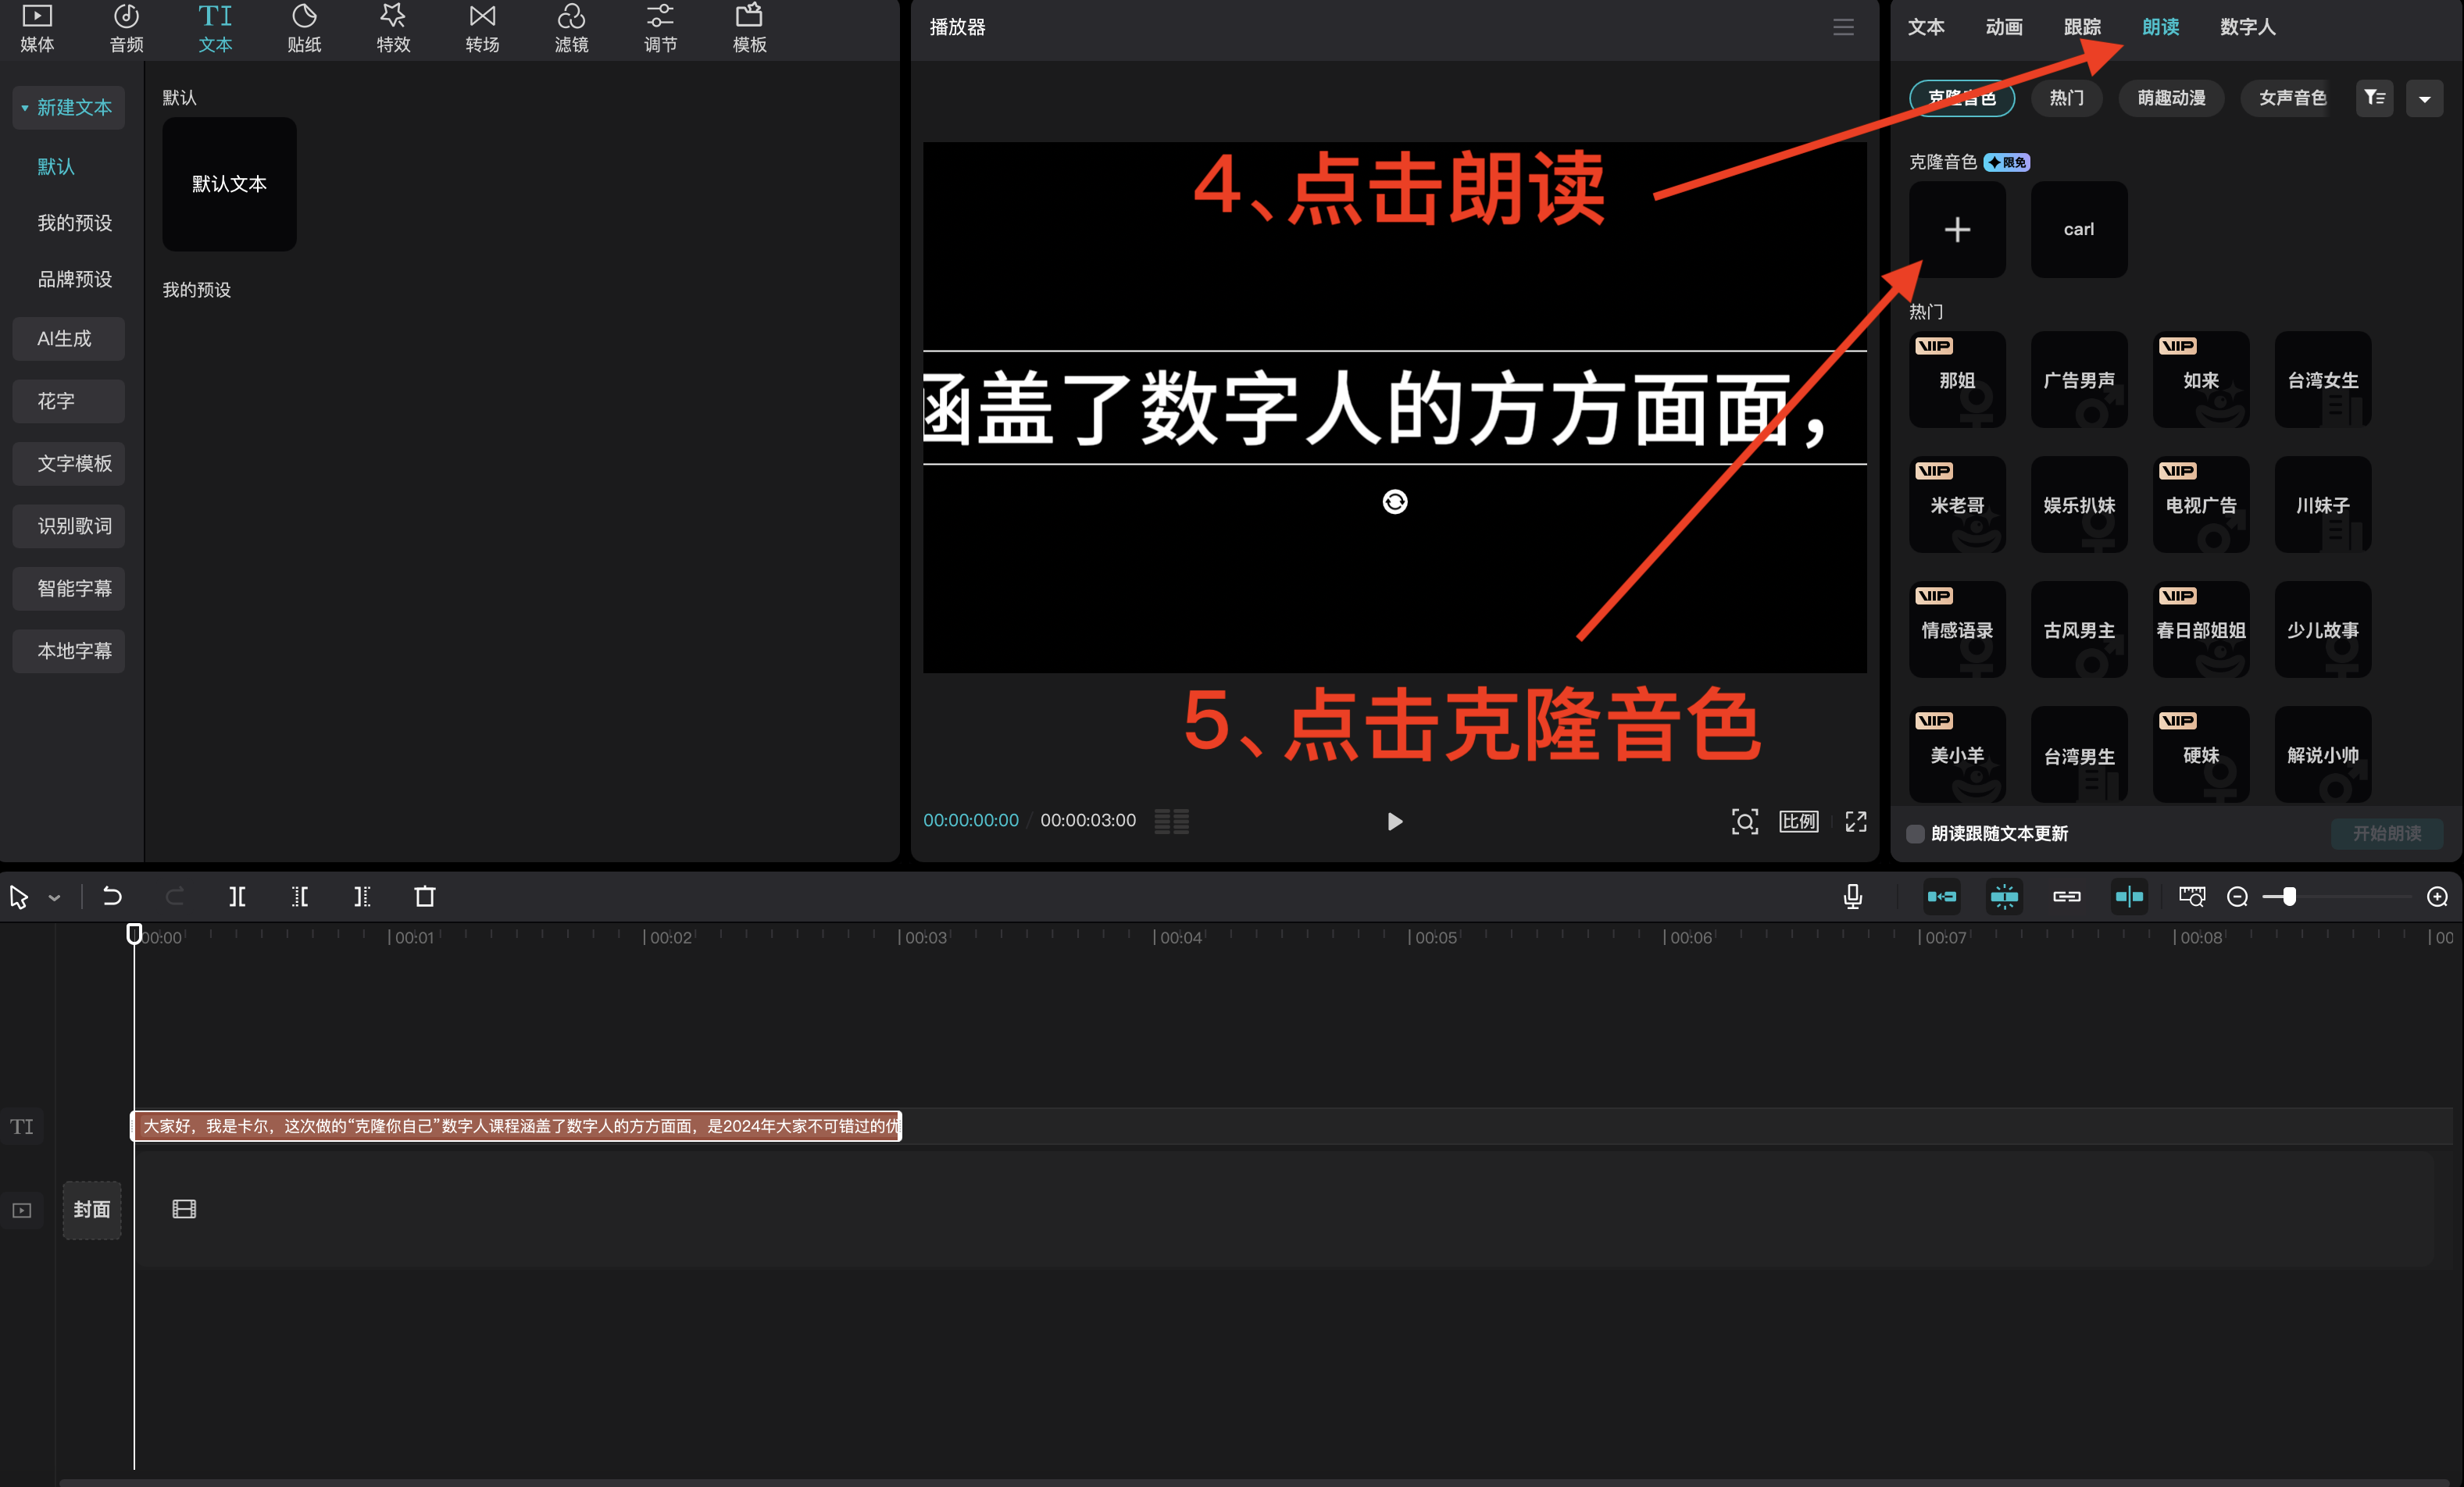 媒体 音频 文本 贴纸 特效 转场 滤镜 调节 模板
新建文本
默认
我的预设
品牌预设
AI生成
花字
文字模板
识别歌词
智能字幕
本地字幕
默认
默认文本
我的预设
播放器
4、点击朗读
涵盖了数字人的方方面面，
5、点击克隆音色
00:00:00:00 / 00:00:03:00
比例
文本 动画 跟踪 朗读 数字人
克隆音色 热门 萌趣动漫 女声音色
克隆音色 限免
carl
热门
VIP VIP
那姐 广告男声 如来 台湾女生
VIP VIP
米老哥 娱乐扒妹 电视广告 川妹子
VIP VIP
情感语录 古风男主 春日部姐姐 少儿故事
VIP VIP
美小羊 台湾男生 硬妹 解说小帅
朗读跟随文本更新 开始朗读
00:00 00:01 00:02 00:03 00:04 00:05 00:06 00:07 00:08 00
TI 大家好，我是卡尔，这次做的“克隆你自己”数字人课程涵盖了数字人的方方面面，是2024年大家不可错过的优
封面